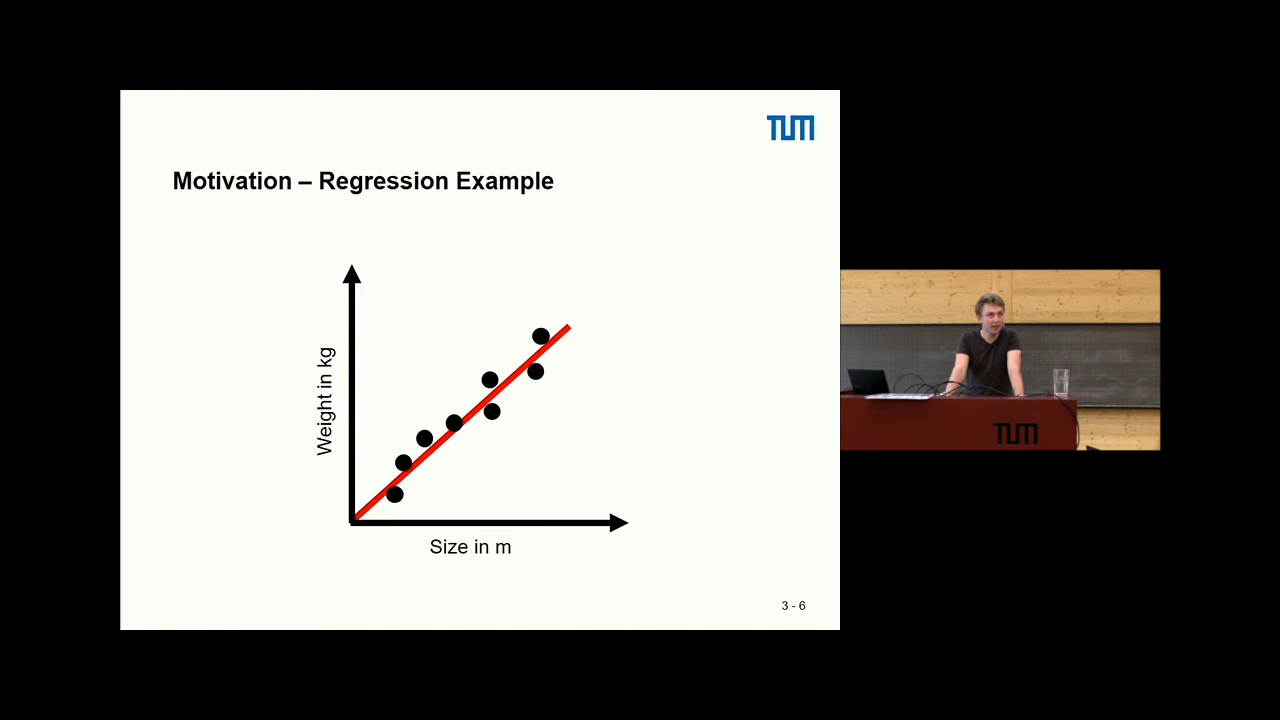 TUM
Motivation – Regression Example
Weight in kg
Size in m
3 - 6
TUM